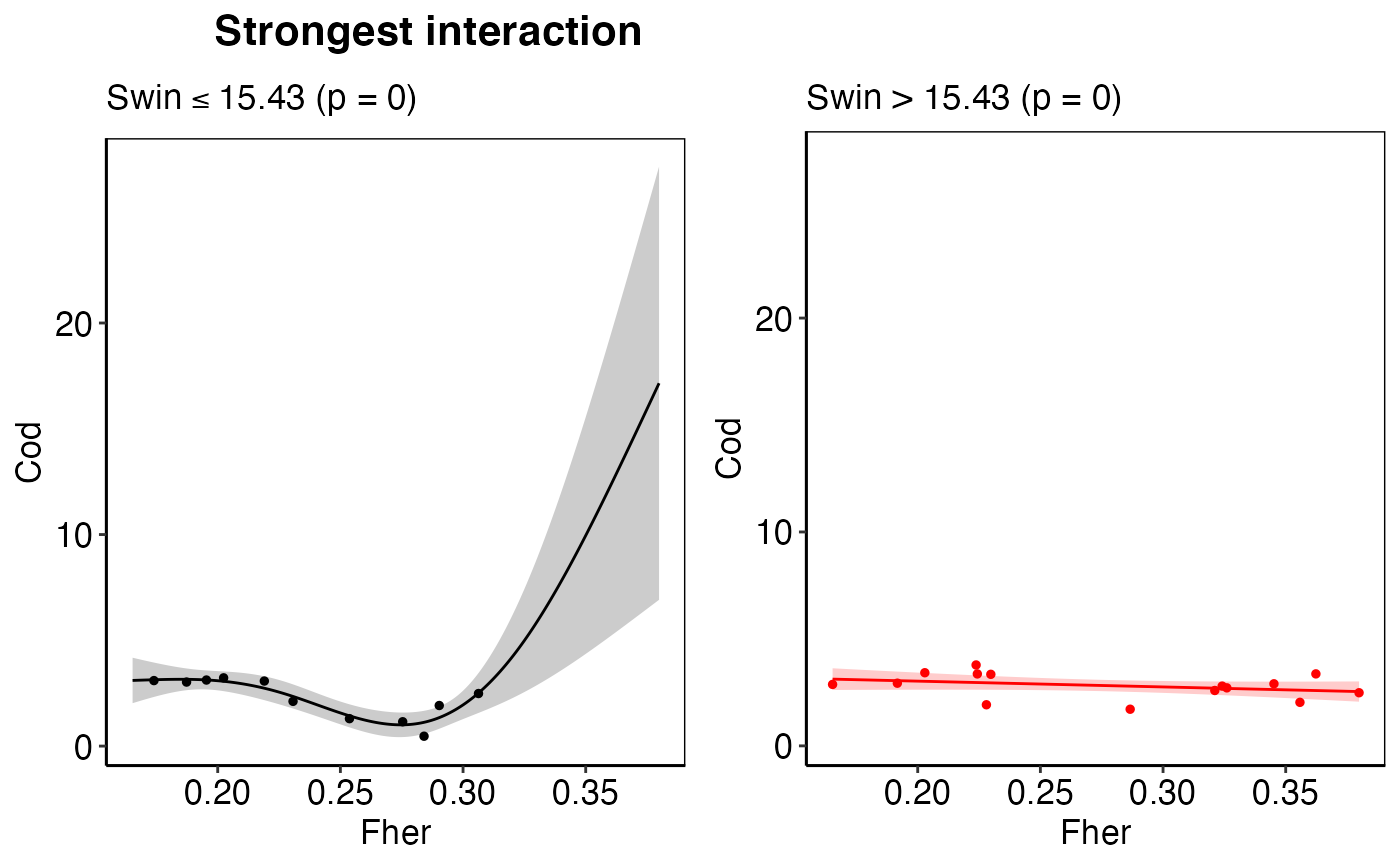 Strongest interaction
Swin ≤ 15.43 (p = 0)
Cod
20
10
0
0.20 0.25 0.30 0.35
Fher
Swin > 15.43 (p = 0)
Cod
20
10
0
0.20 0.25 0.30 0.35
Fher